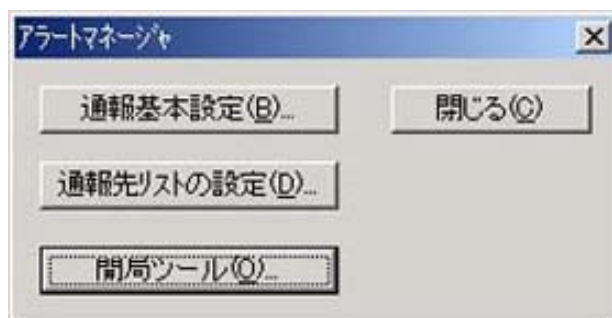 アラートマネージャ
通報基本設定(B)...
閉じる(C)
通報先リストの設定(D)...
開局ツール(O)...